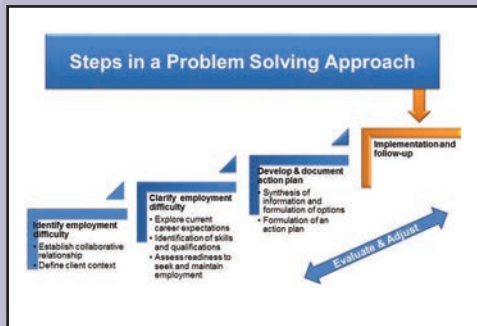 Steps in a Problem Solving Approach
Identify employment
difficulty
• Establish collaborative
relationship
• Define client context
Clarify employment
difficulty
• Explore current
career expectations
• Identification of skills
and qualifications
• Assess readiness to
seek and maintain
employment
Develop & document
action plan
• Synthesis of
information and
formulation of options
• Formulation of an
action plan
Implementation and
follow-up
Evaluate & Adjust